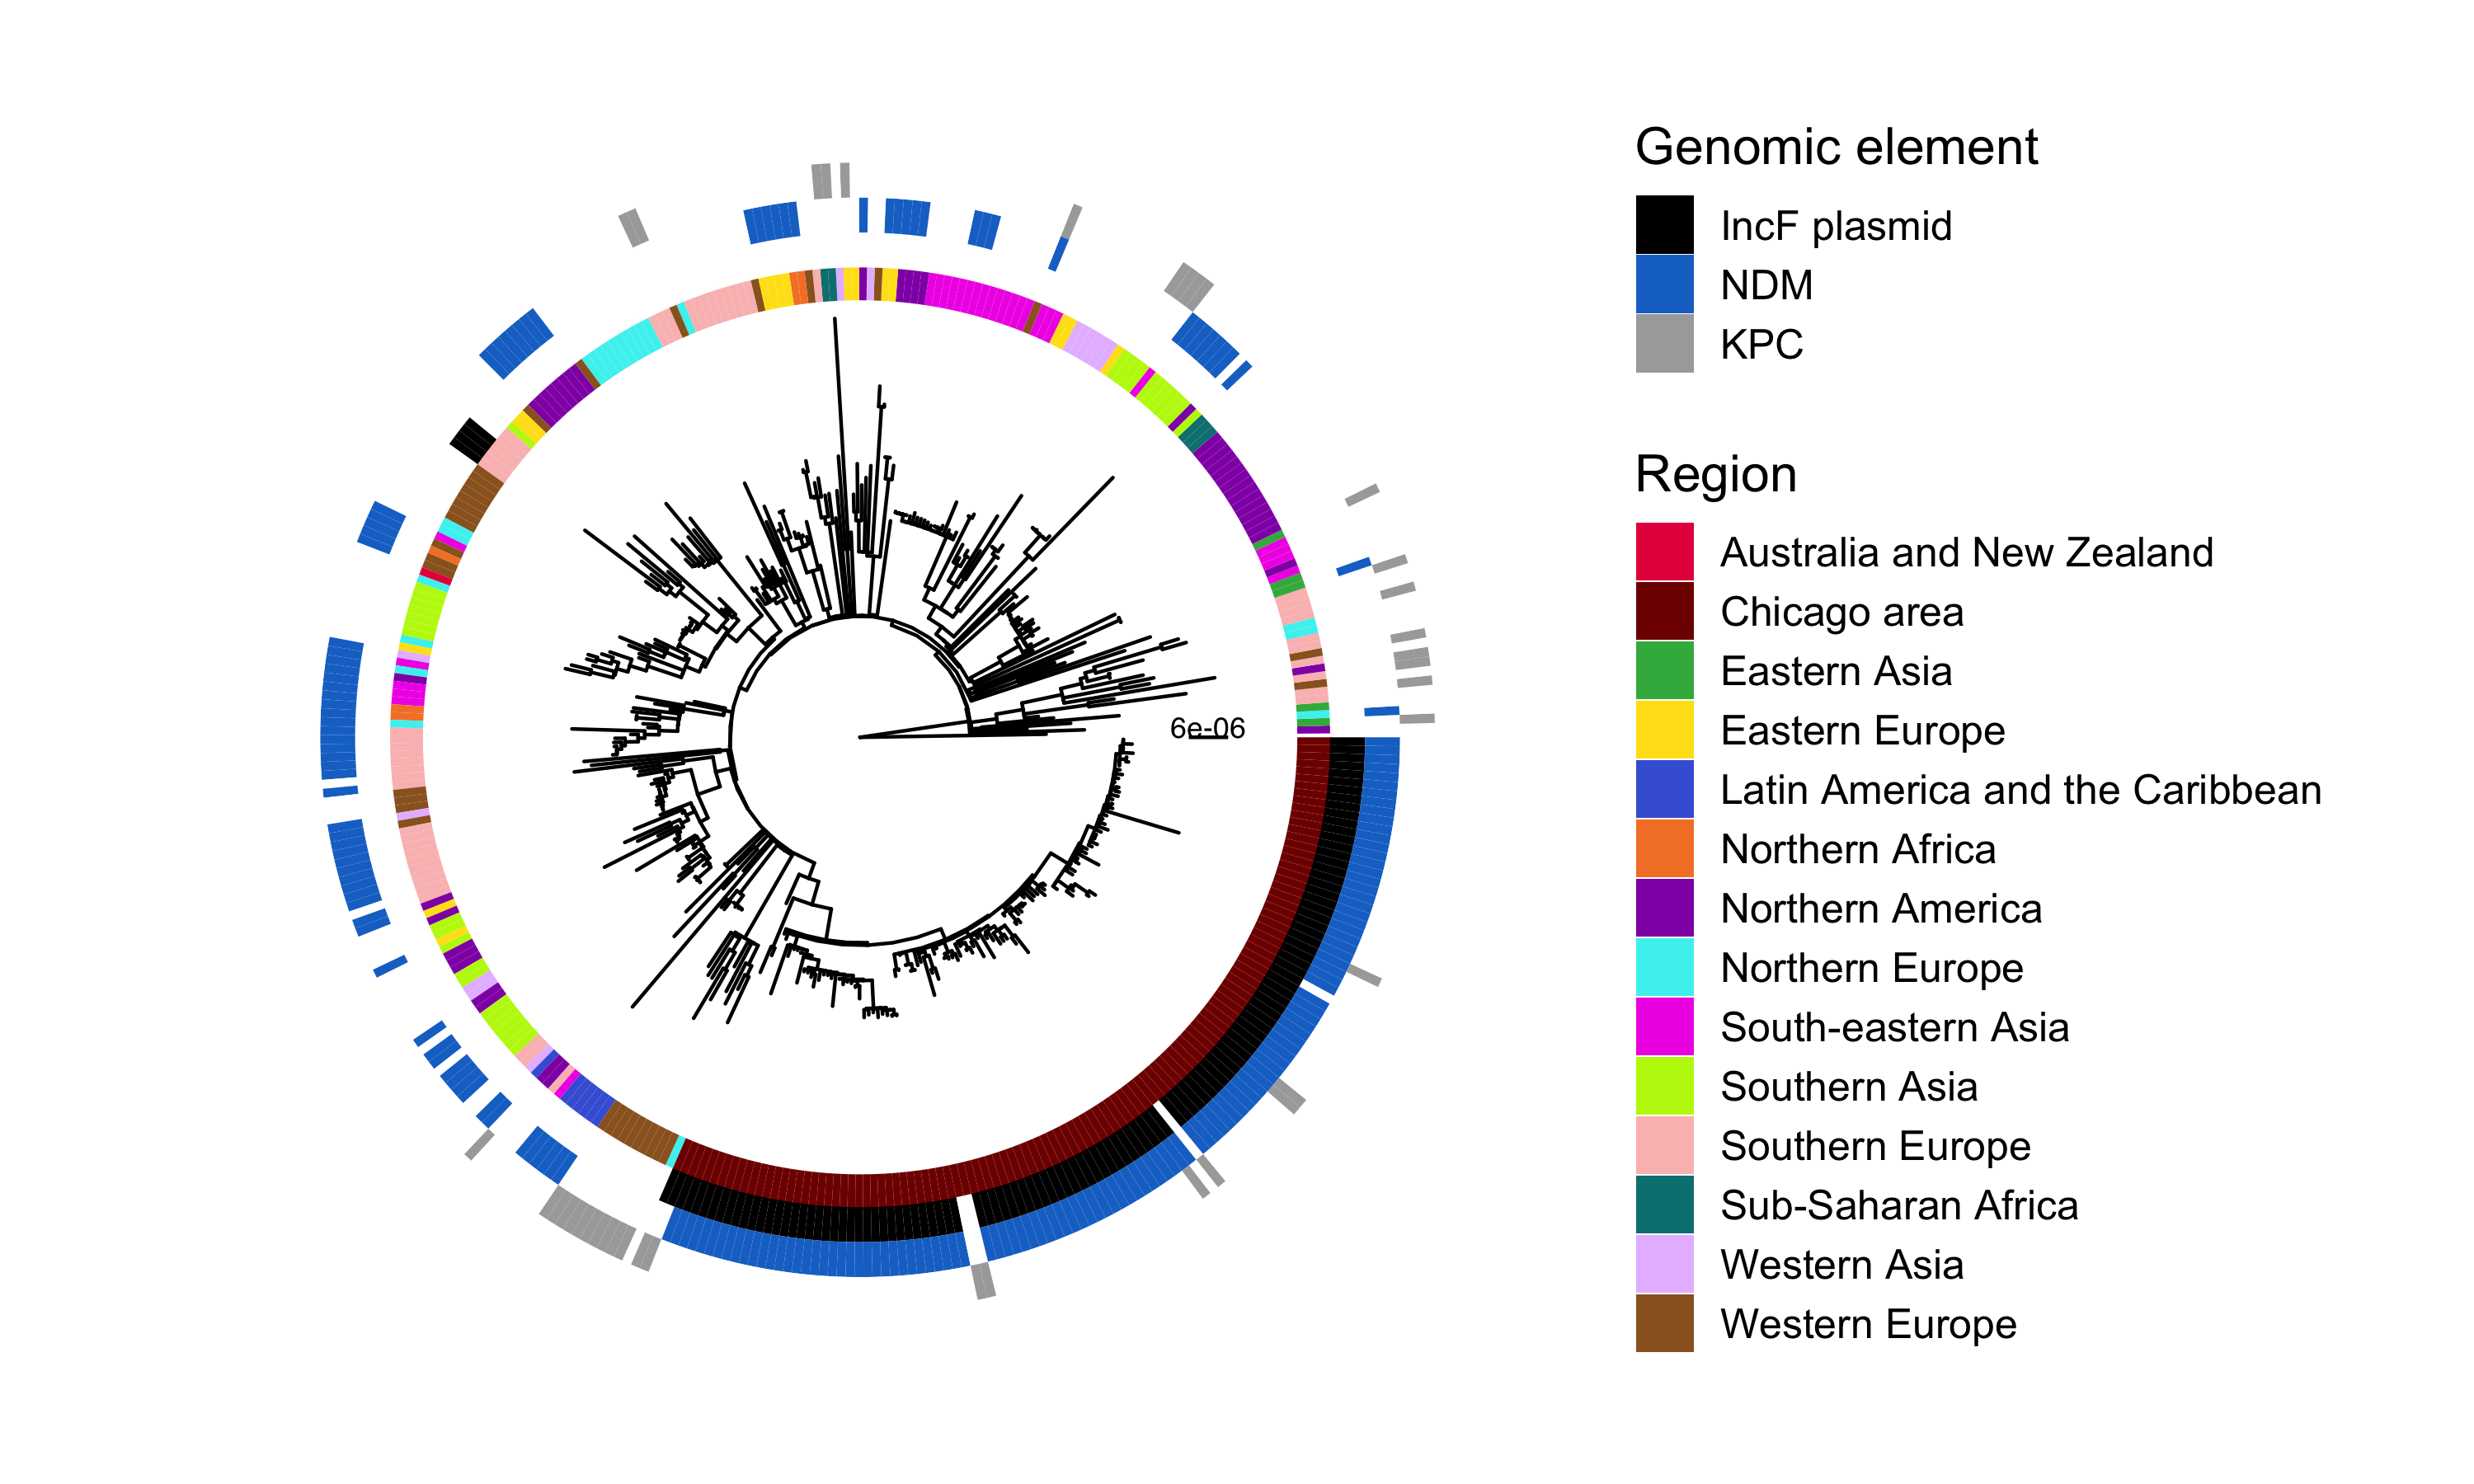 Genomic element
IncF plasmid
NDM
KPC
Region
Australia and New Zealand
Chicago area
Eastern Asia
Eastern Europe
Latin America and the Caribbean
Northern Africa
Northern America
Northern Europe
South-eastern Asia
Southern Asia
Southern Europe
Sub-Saharan Africa
Western Asia
Western Europe
6e-06